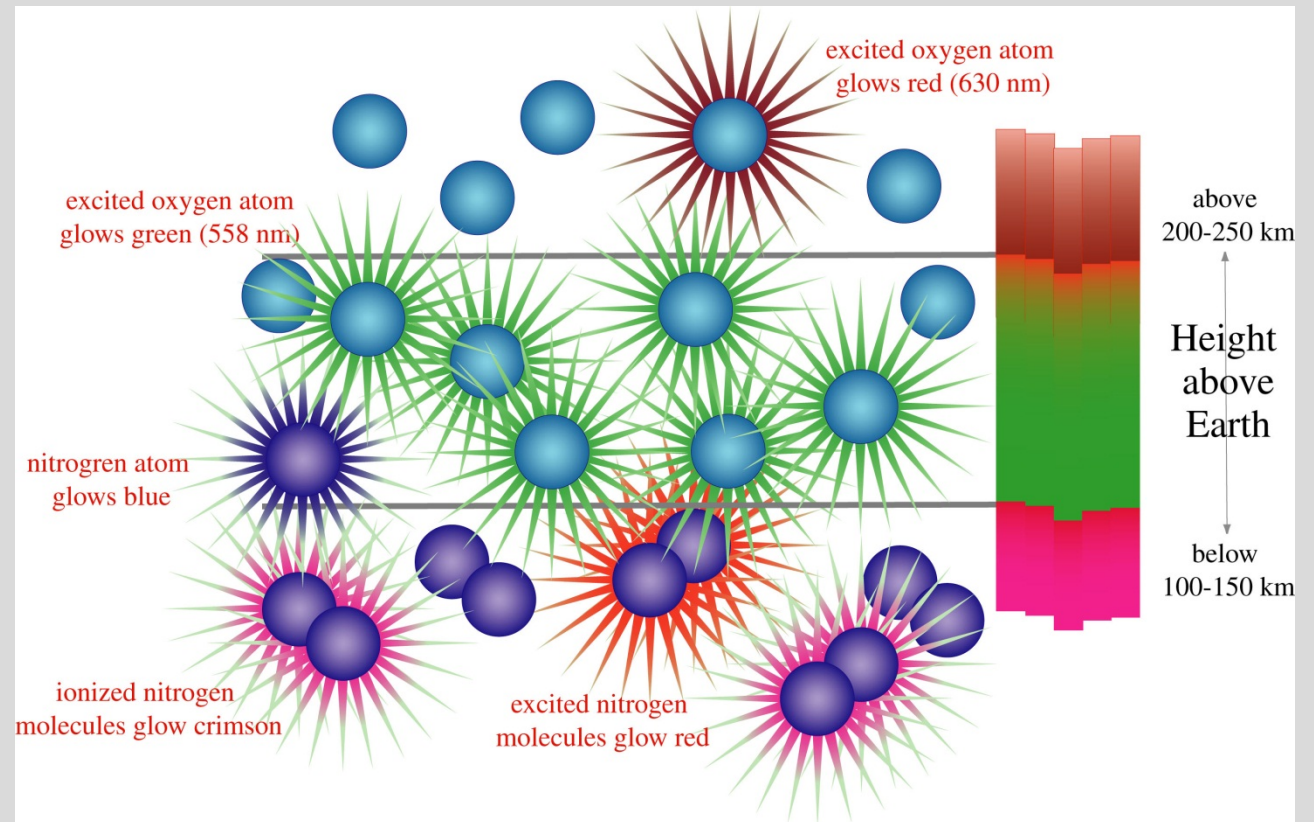 excited oxygen atom
glows red (630 nm)
excited oxygen atom
glows green (558 nm)
above
200-250 km
Height
above
Earth
nitrogren atom
glows blue
below
100-150 km
ionized nitrogen
molecules glow crimson
excited nitrogen
molecules glow red